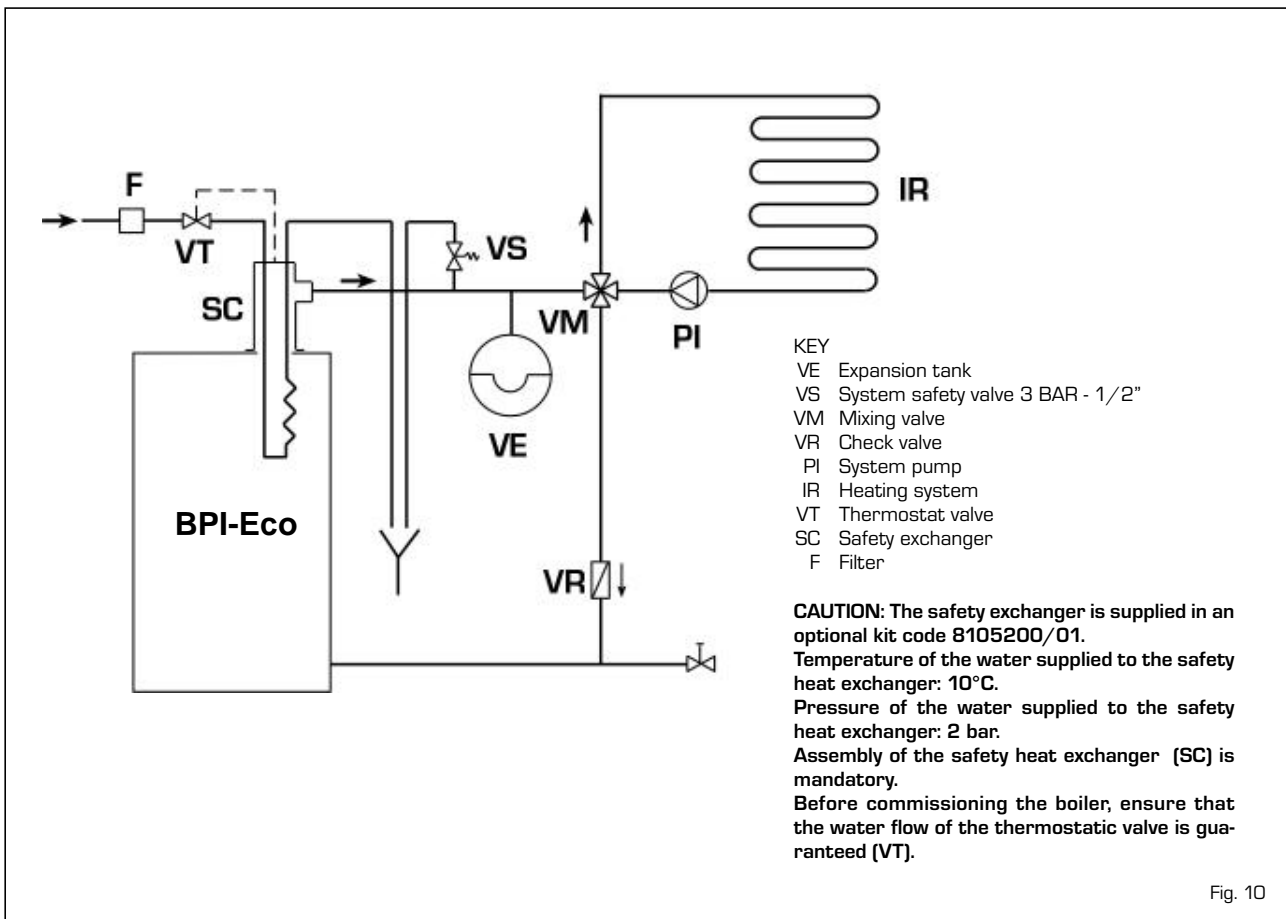 F
VT
SC
VS
VM
PI
IR
VE
BPI-Eco
VR
KEY
VE Expansion tank
VS System safety valve 3 BAR - 1/2”
VM Mixing valve
VR Check valve
PI System pump
IR Heating system
VT Thermostat valve
SC Safety exchanger
F Filter
CAUTION: The safety exchanger is supplied in an
optional kit code 8105200/01.
Temperature of the water supplied to the safety
heat exchanger: 10°C.
Pressure of the water supplied to the safety
heat exchanger: 2 bar.
Assembly of the safety heat exchanger (SC) is
mandatory.
Before commissioning the boiler, ensure that
the water flow of the thermostatic valve is gua-
ranteed (VT).
Fig. 10